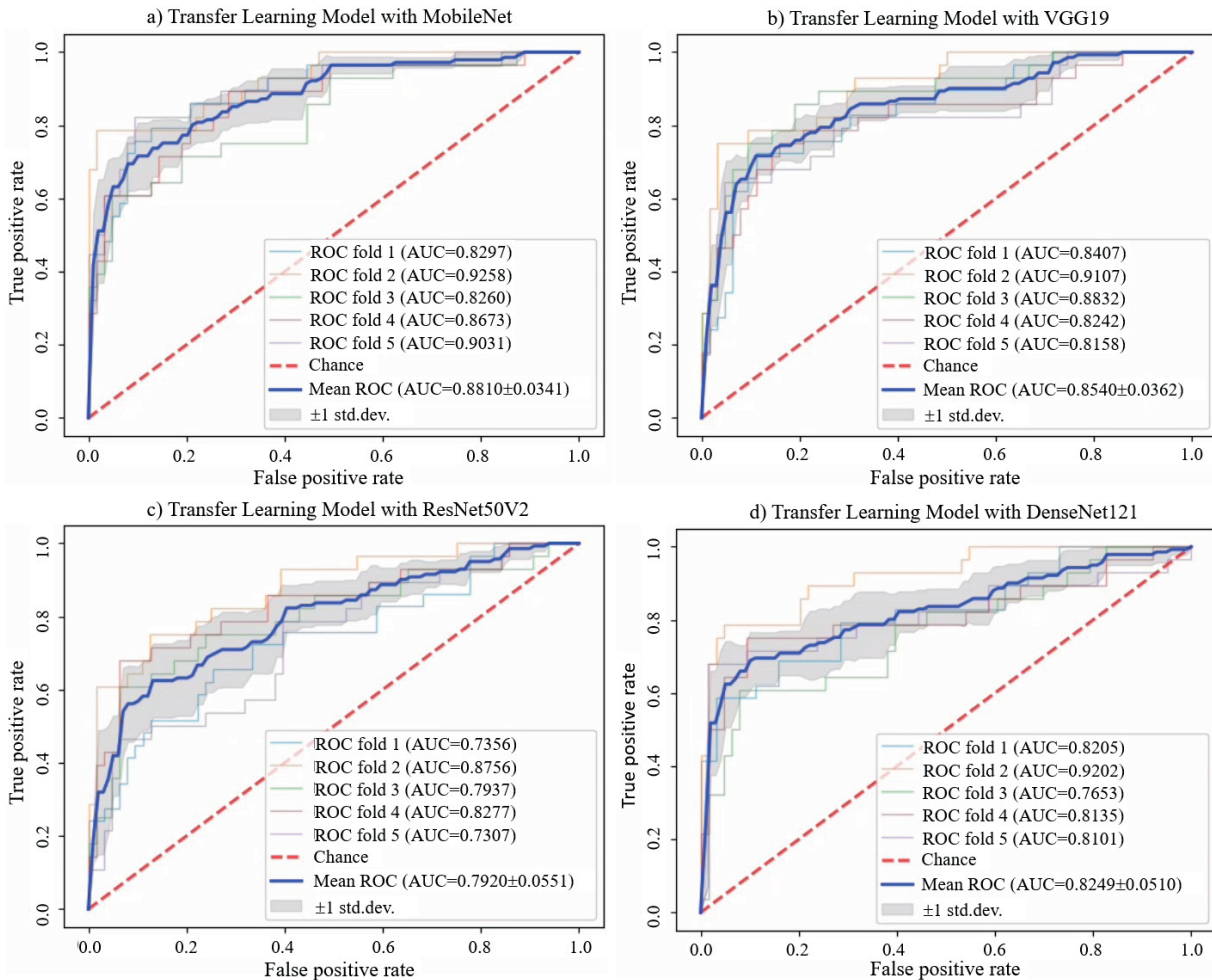 a) Transfer Learning Model with MobileNet
True positive rate
1.0
0.8
0.6
0.4
0.2
0.0
ROC fold 1 (AUC=0.8297)
ROC fold 2 (AUC=0.9258)
ROC fold 3 (AUC=0.8260)
ROC fold 4 (AUC=0.8673)
ROC fold 5 (AUC=0.9031)
Chance
Mean ROC (AUC=0.8810±0.0341)
±1 std.dev.
0.0 0.2 0.4 0.6 0.8 1.0
False positive rate
b) Transfer Learning Model with VGG19
True positive rate
1.0
0.8
0.6
0.4
0.2
0.0
ROC fold 1 (AUC=0.8407)
ROC fold 2 (AUC=0.9107)
ROC fold 3 (AUC=0.8832)
ROC fold 4 (AUC=0.8242)
ROC fold 5 (AUC=0.8158)
Chance
Mean ROC (AUC=0.8540±0.0362)
±1 std.dev.
0.0 0.2 0.4 0.6 0.8 1.0
False positive rate
c) Transfer Learning Model with ResNet50V2
True positive rate
1.0
0.8
0.6
0.4
0.2
0.0
ROC fold 1 (AUC=0.7356)
ROC fold 2 (AUC=0.8756)
ROC fold 3 (AUC=0.7937)
ROC fold 4 (AUC=0.8277)
ROC fold 5 (AUC=0.7307)
Chance
Mean ROC (AUC=0.7920±0.0551)
±1 std.dev.
0.0 0.2 0.4 0.6 0.8 1.0
False positive rate
d) Transfer Learning Model with DenseNet121
True positive rate
1.0
0.8
0.6
0.4
0.2
0.0
ROC fold 1 (AUC=0.8205)
ROC fold 2 (AUC=0.9202)
ROC fold 3 (AUC=0.7653)
ROC fold 4 (AUC=0.8135)
ROC fold 5 (AUC=0.8101)
Chance
Mean ROC (AUC=0.8249±0.0510)
±1 std.dev.
0.0 0.2 0.4 0.6 0.8 1.0
False positive rate